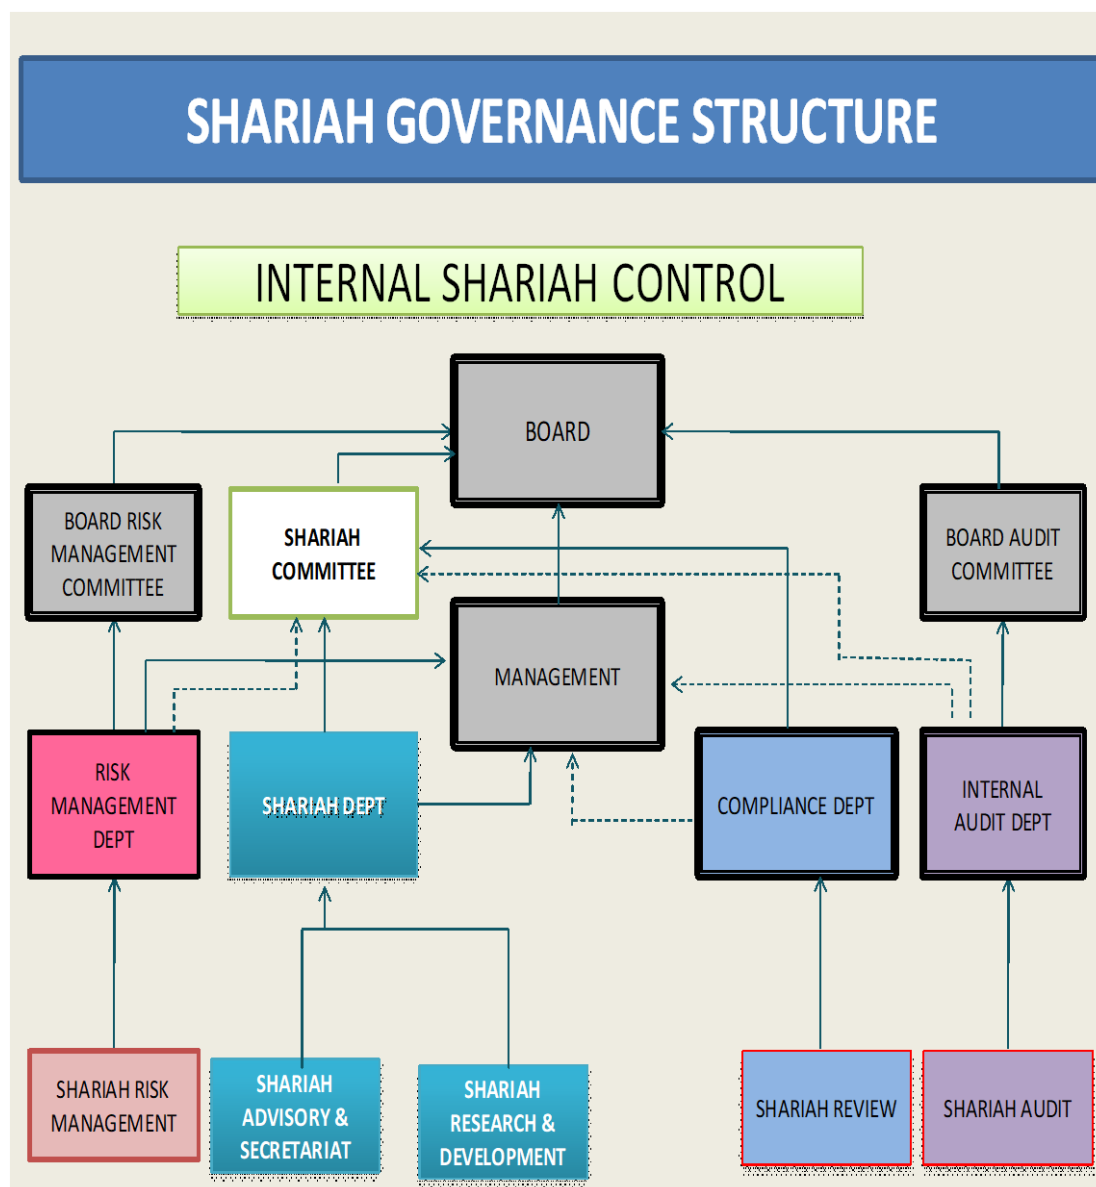 SHARIAH GOVERNANCE STRUCTURE
INTERNAL SHARIAH CONTROL
BOARD
BOARD RISK
MANAGEMENT
COMMITTEE
SHARIAH
COMMITTEE
BOARD AUDIT
COMMITTEE
MANAGEMENT
RISK
MANAGEMENT
DEPT
SHARIAH DEPT
COMPLIANCE DEPT
INTERNAL
AUDIT DEPT
SHARIAH RISK
MANAGEMENT
SHARIAH
ADVISORY &
SECRETARIAT
SHARIAH
RESEARCH &
DEVELOPMENT
SHARIAH REVIEW
SHARIAH AUDIT